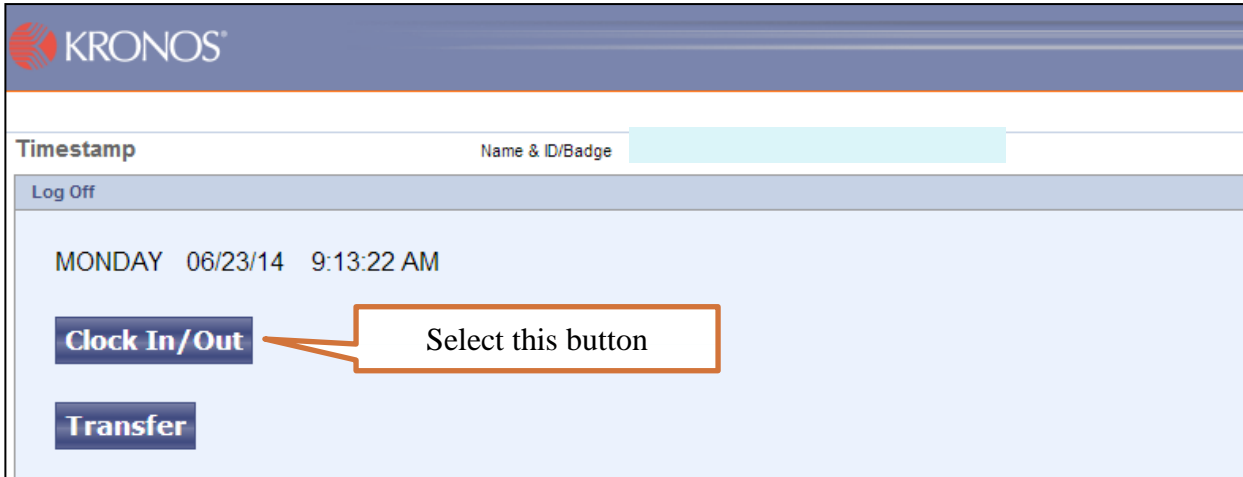 KRONOS®
Timestamp Name & ID/Badge
Log Off
MONDAY 06/23/14 9:13:22 AM
Clock In/Out
Select this button
Transfer